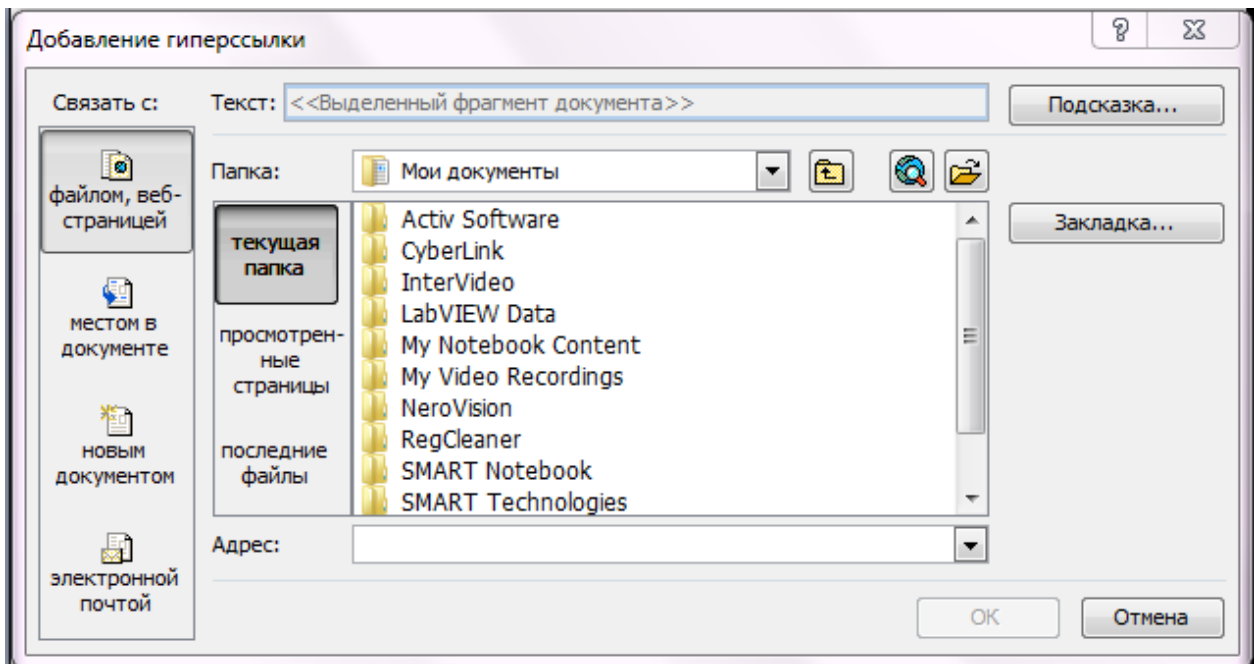 Добавление гиперссылки
Связать с:
Текст: <<Выделенный фрагмент документа>>
Подсказка...
файлом, веб-
страницей
местом в
документе
новым
документом
электронной
почтой
Папка:
Мои документы
текущая
папка
просмотрен-
ные
страницы
последние
файлы
Activ Software
CyberLink
InterVideo
LabVIEW Data
My Notebook Content
My Video Recordings
NeroVision
RegCleaner
SMART Notebook
SMART Technologies
Закладка...
Адрес:
OK
Отмена